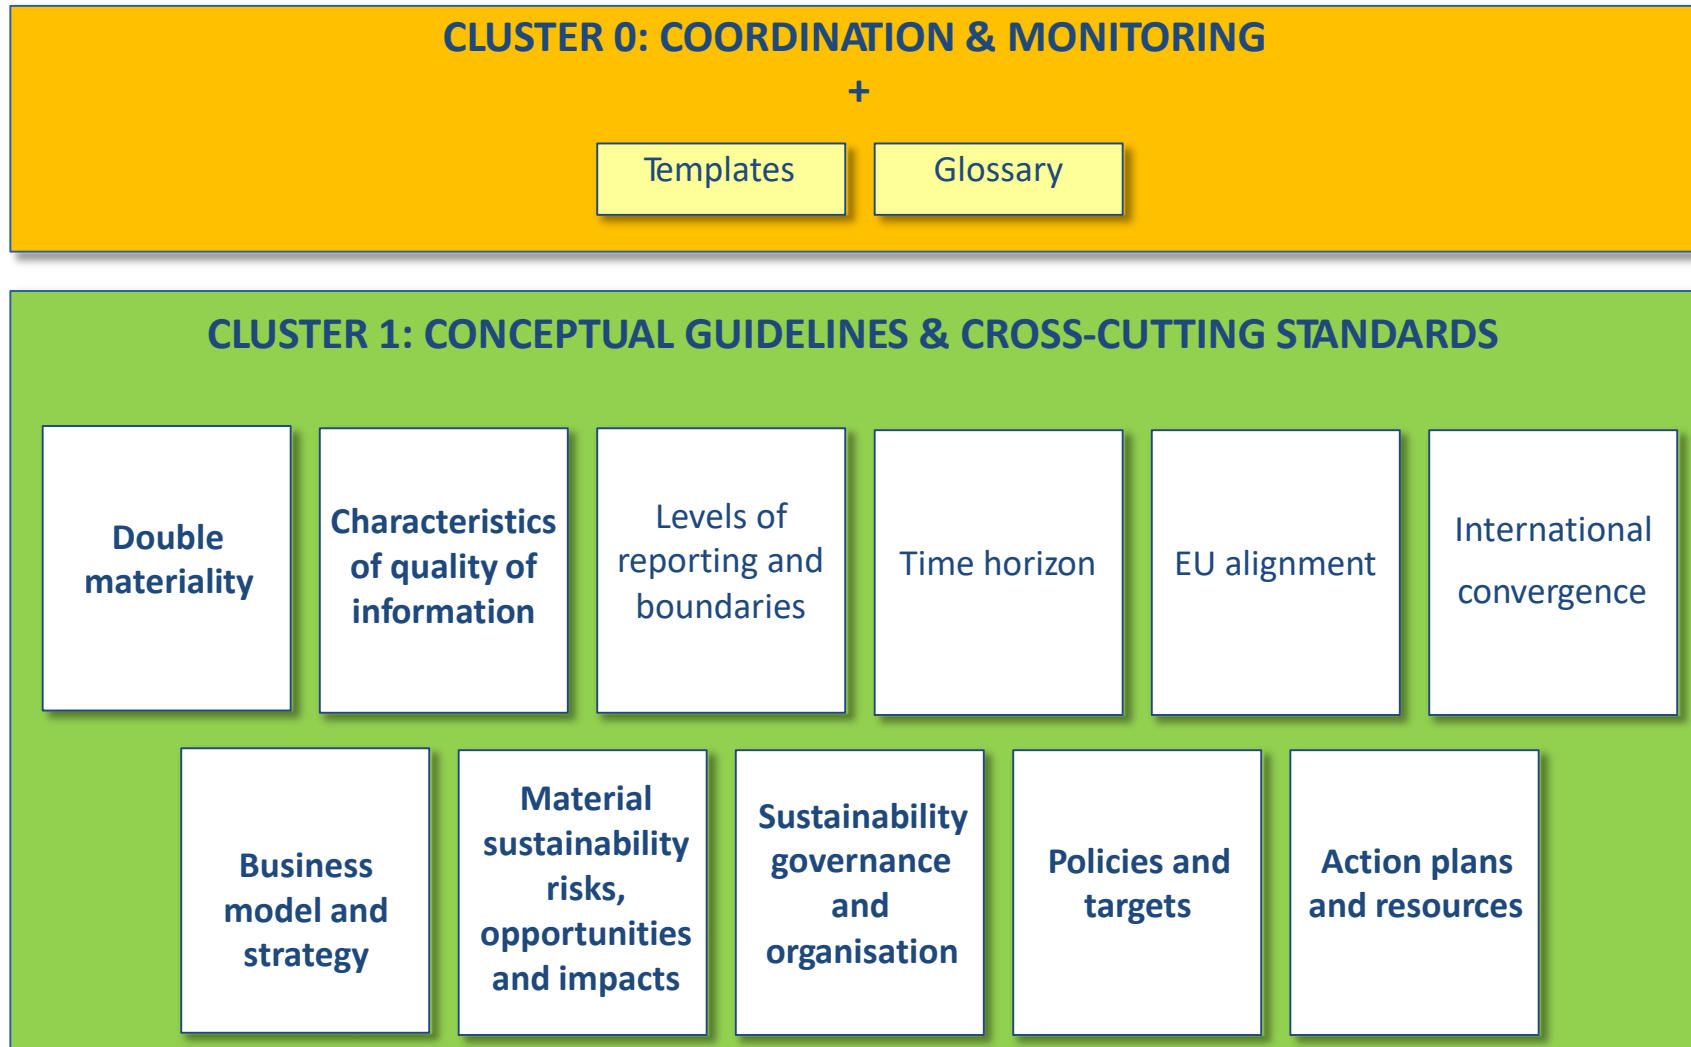 CLUSTER 0: COORDINATION & MONITORING
+
Templates
Glossary
CLUSTER 1: CONCEPTUAL GUIDELINES & CROSS-CUTTING STANDARDS
Double
materiality
Characteristics
of quality of
information
Levels of
reporting and
boundaries
Time horizon
EU alignment
International
convergence
Business
model and
strategy
Material
sustainability
risks,
opportunities
and impacts
Sustainability
governance
and
organisation
Policies and
targets
Action plans
and resources